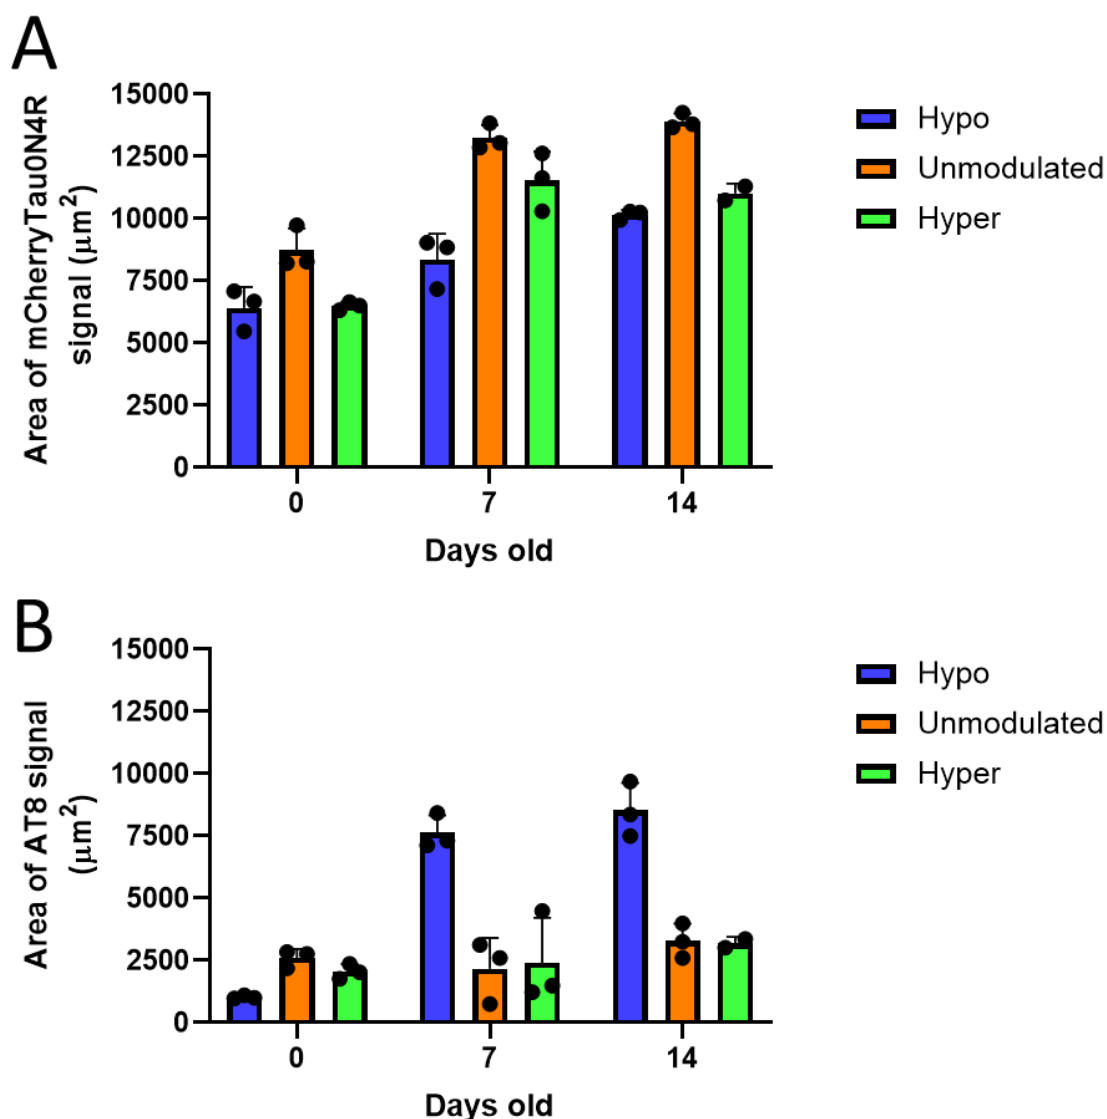 A
Area of mCherryTau0N4R
signal (μm²)
15000
12500
10000
7500
5000
2500
0
0 7 14
Days old
Hypo
Unmodulated
Hyper
B
Area of AT8 signal
(μm²)
15000
12500
10000
7500
5000
2500
0
0 7 14
Days old
Hypo
Unmodulated
Hyper